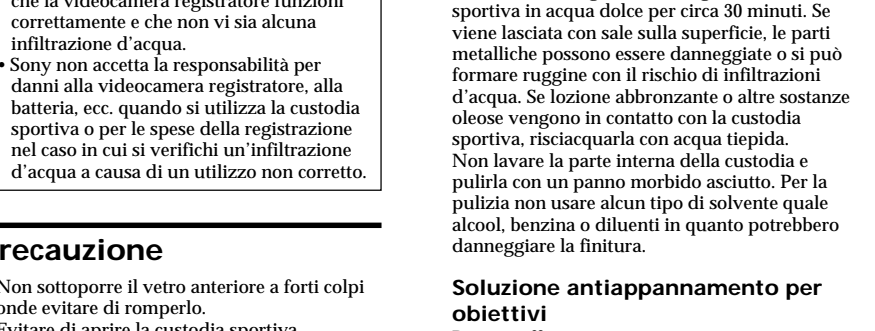 che la videocamera registratore funzioni
correttamente e che non vi sia alcuna
infiltrazione d'acqua.
• Sony non accetta la responsabilità per
danni alla videocamera registratore, alla
batteria, ecc. quando si utilizza la custodia
sportiva o per le spese della registrazione
nel caso in cui si verifichi un'infiltrazione
d'acqua a causa di un utilizzo non corretto.
recauzione
Non sottoporre il vetro anteriore a forti colpi
onde evitare di romperlo.
Evitare di aprire la custodia sportiva
sportiva in acqua dolce per circa 30 minuti. Se
viene lasciata con sale sulla superficie, le parti
metalliche possono essere danneggiate o si può
formare ruggine con il rischio di infiltrazioni
d'acqua. Se lozione abbronzante o altre sostanze
oleose vengono in contatto con la custodia
sportiva, risciacquarla con acqua tiepida.
Non lavare la parte interna della custodia e
pulirla con un panno morbido asciutto. Per la
pulizia non usare alcun tipo di solvente quale
alcool, benzina o diluenti in quanto potrebbero
danneggiare la finitura.
Soluzione antiappannamento per
obiettivi